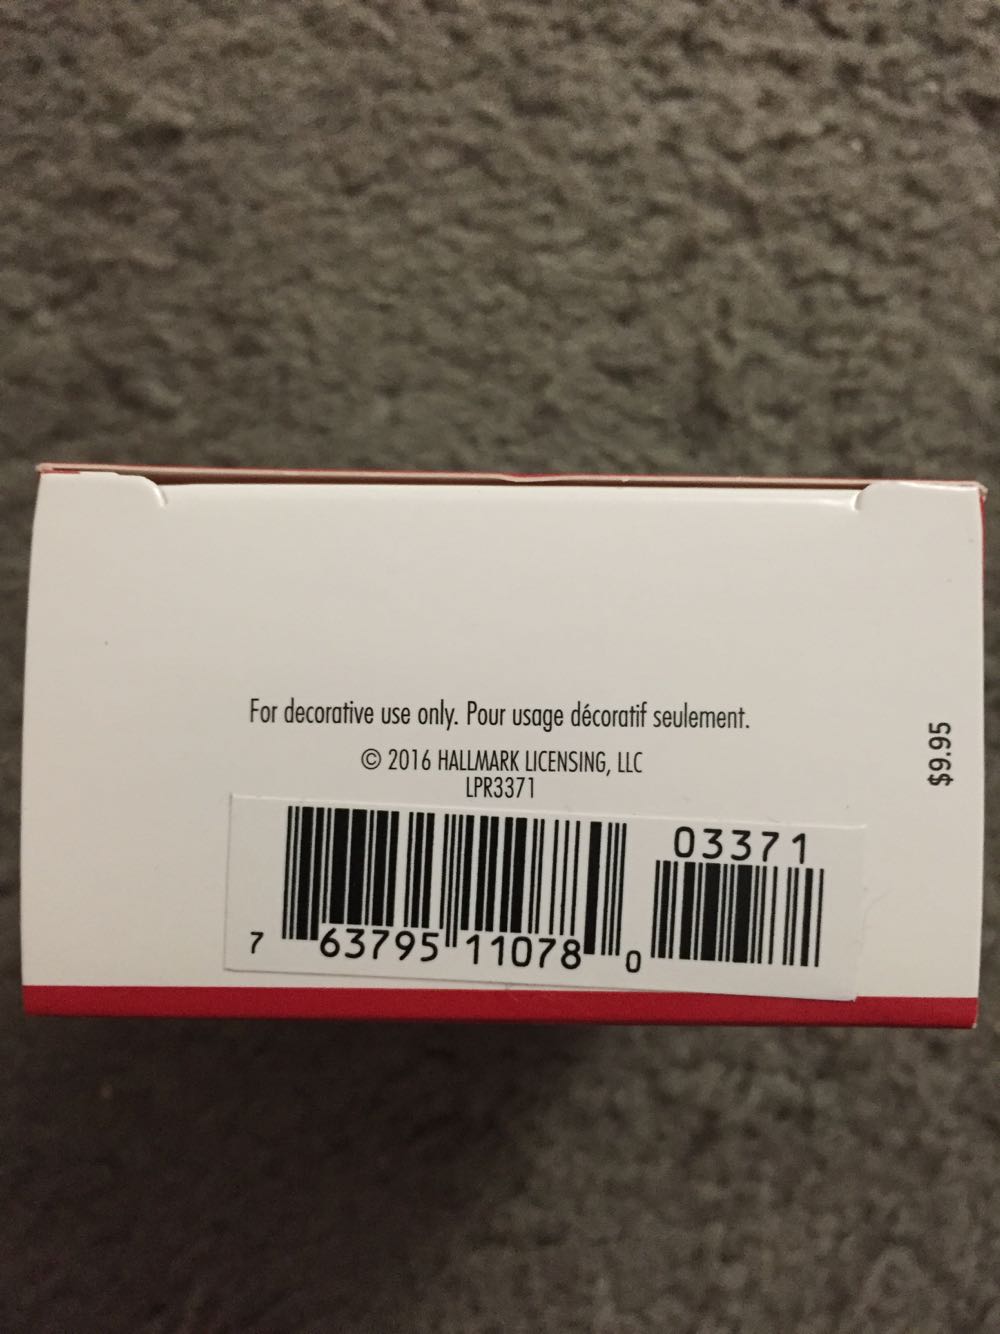 For decorative use only. Pour usage décoratif seulement.
© 2016 HALLMARK LICENSING, LLC
LPR3371
$9.95
03371
7 63795 11078 0